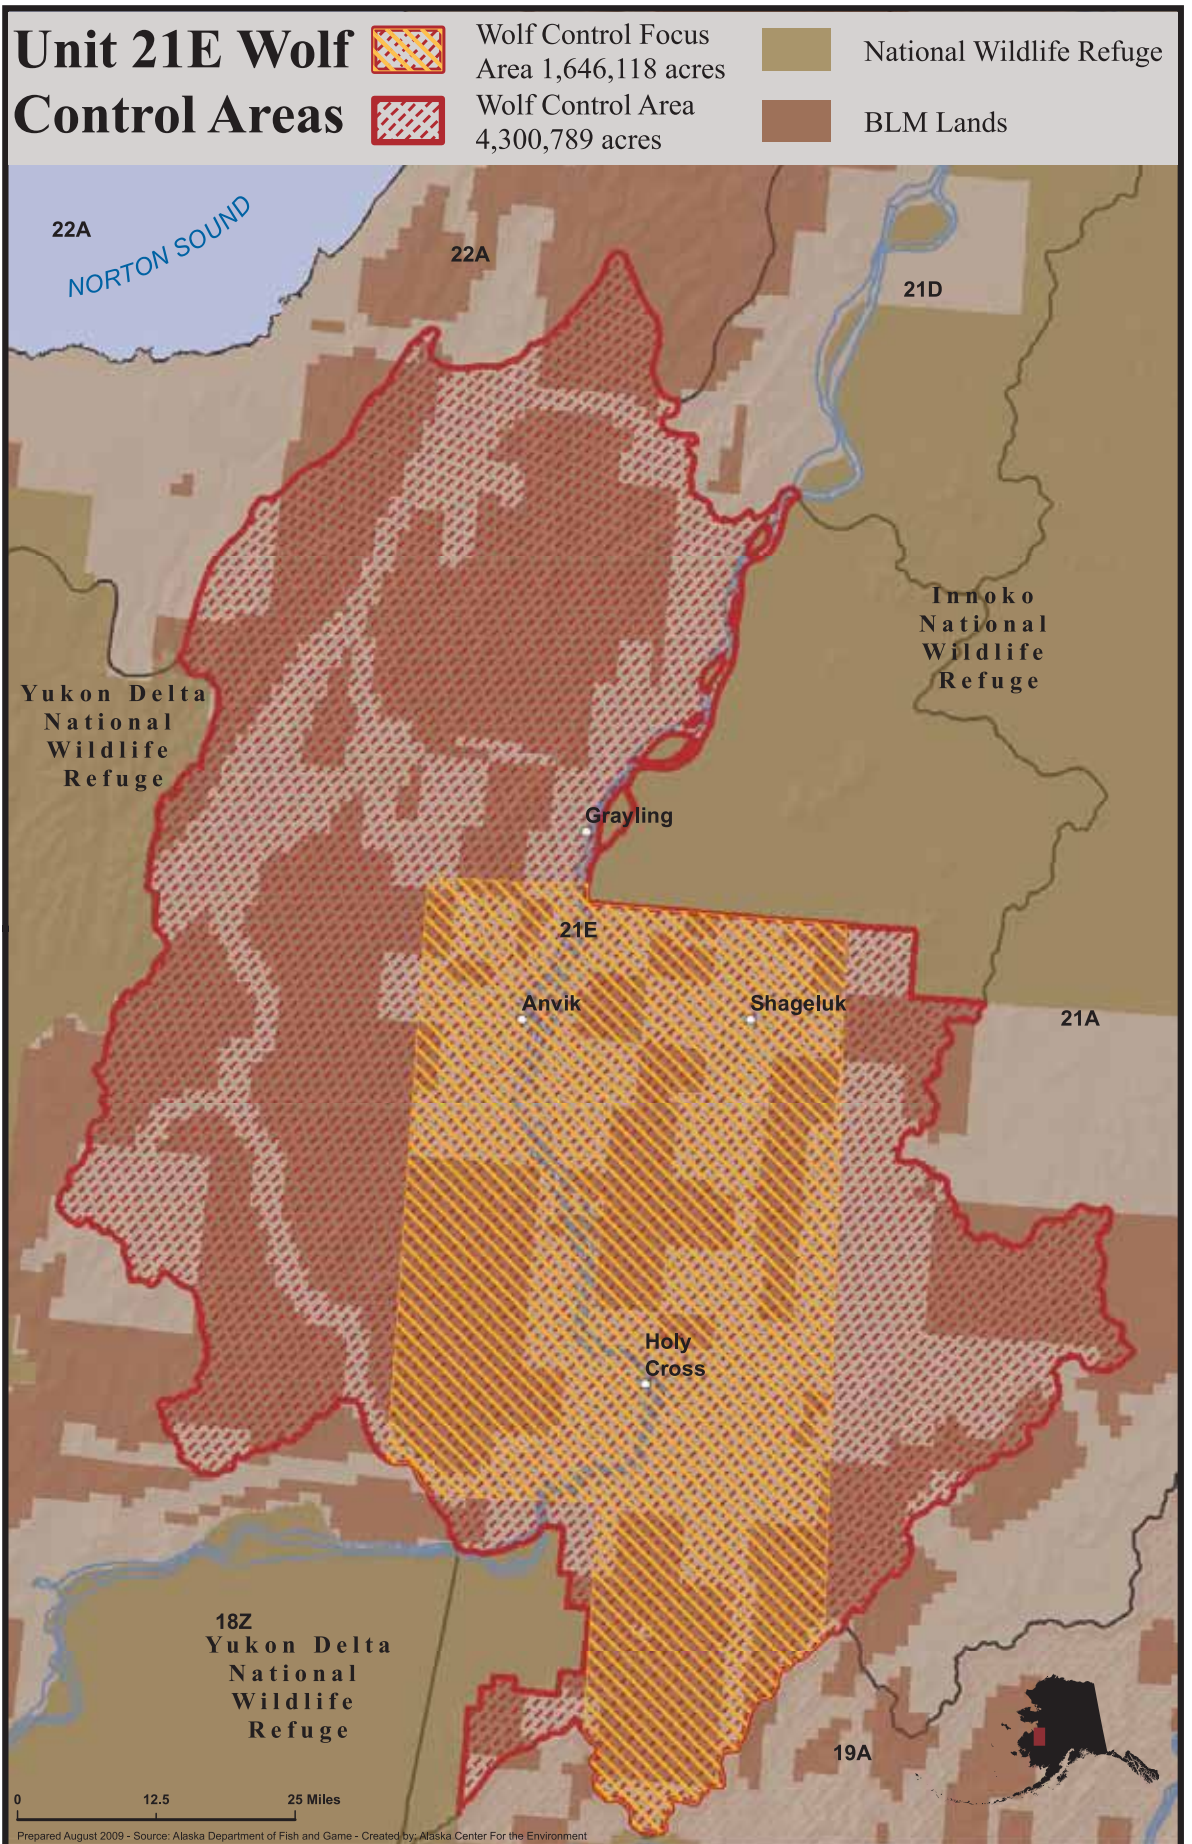 Unit 21E Wolf
Control Areas
Wolf Control Focus
Area 1,646,118 acres
Wolf Control Area
4,300,789 acres
National Wildlife Refuge
BLM Lands
22A
NORTON SOUND
22A
21D
Innoko
National
Wildlife
Refuge
Yukon Delta
National
Wildlife
Refuge
Grayling
21E
Anvik
Shageluk
21A
Holy
Cross
18Z
Yukon Delta
National
Wildlife
Refuge
19A
0 12.5 25 Miles
Prepared August 2009 - Source: Alaska Department of Fish and Game - Created by: Alaska Center For the Environment